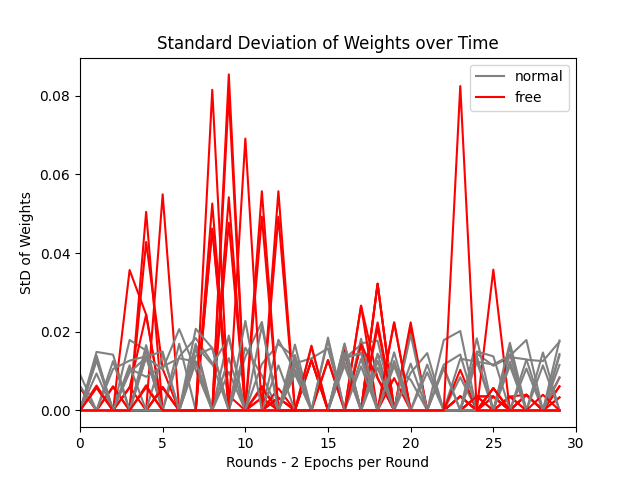 Standard Deviation of Weights over Time
normal
free
StD of Weights
0.08
0.06
0.04
0.02
0.00
0 5 10 15 20 25 30
Rounds - 2 Epochs per Round